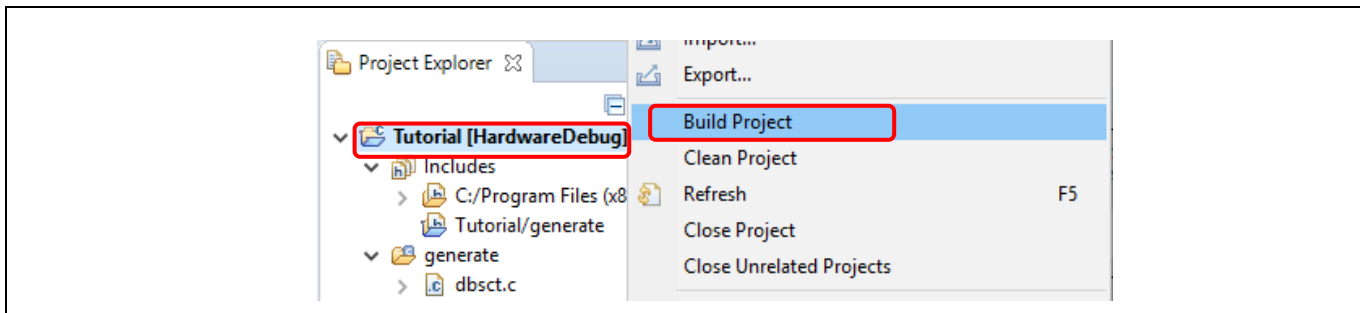 Import...
Project Explorer
Export...
Build Project
Tutorial [HardwareDebug]
Clean Project
Includes
C:/Program Files (x8
Refresh F5
Tutorial/generate
Close Project
generate
Close Unrelated Projects
dbsct.c